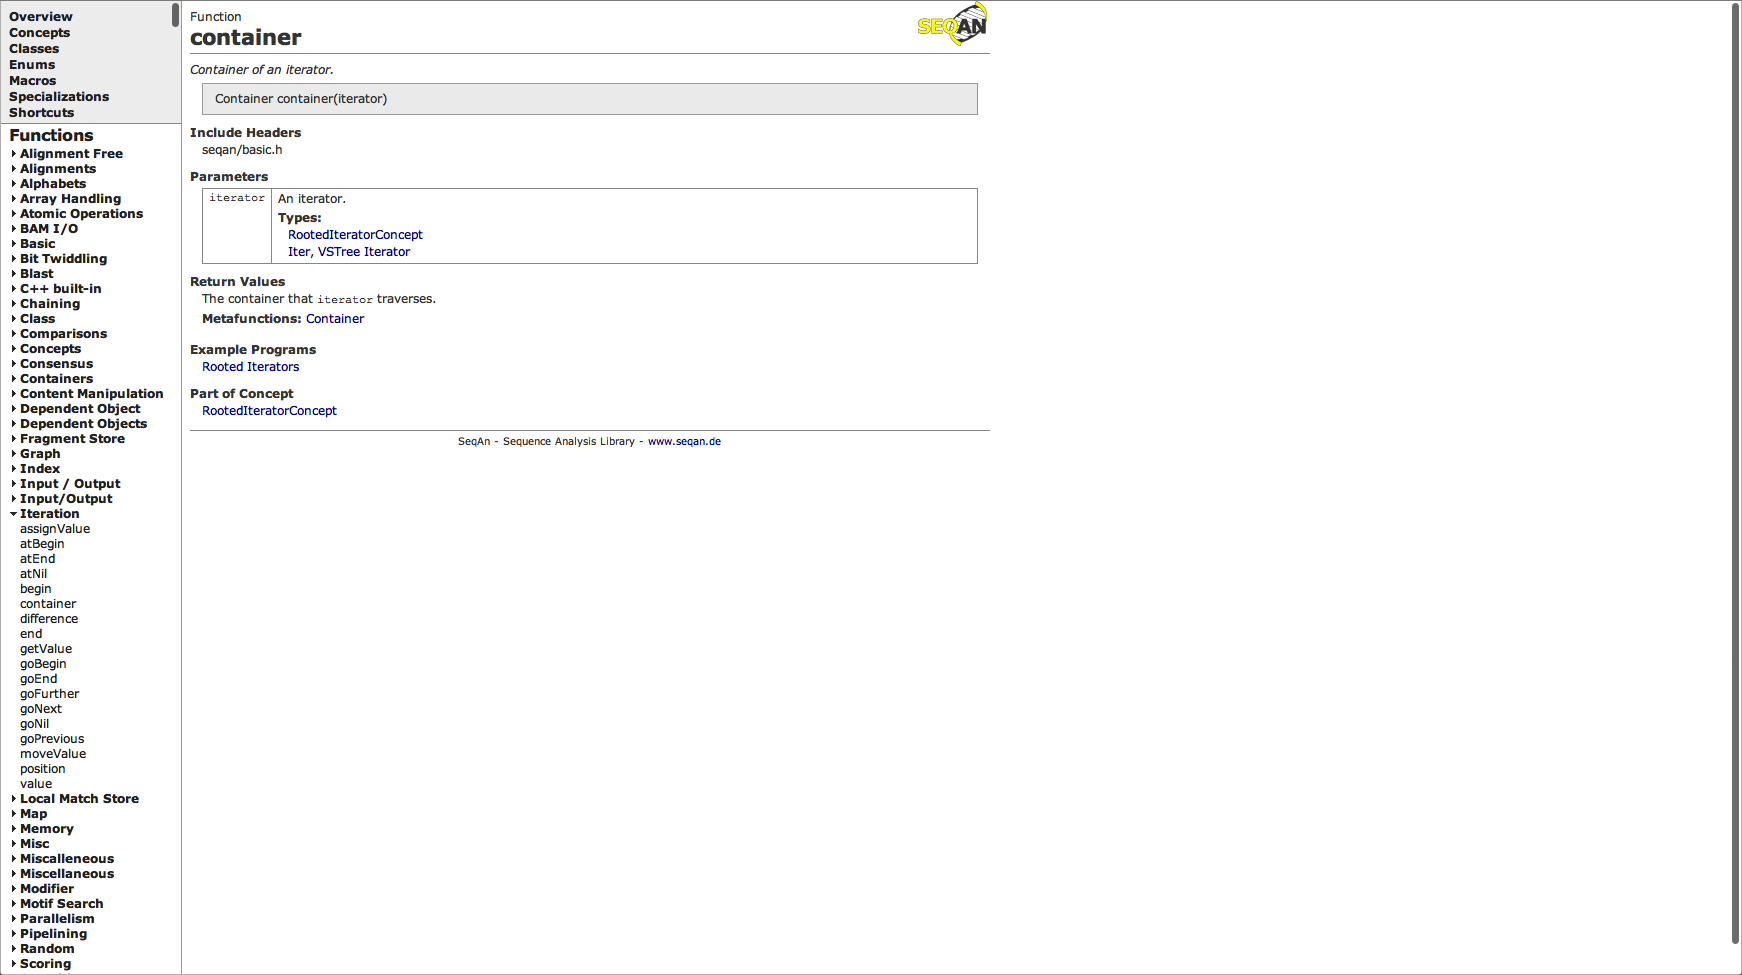 Overview
Concepts
Classes
Enums
Macros
Specializations
Shortcuts
Functions
Alignment Free
Alignments
Alphabets
Array Handling
Atomic Operations
BAM I/O
Basic
Bit Twiddling
Blast
C++ built-in
Chaining
Class
Comparisons
Concepts
Consensus
Containers
Content Manipulation
Dependent Object
Dependent Objects
Fragment Store
Graph
Index
Input / Output
Input/Output
Iteration
assignValue
atBegin
atEnd
atNil
begin
container
difference
end
getValue
goBegin
goEnd
goFurther
goNext
goNil
goPrevious
moveValue
position
value
Local Match Store
Map
Memory
Misc
Miscalleneous
Miscellaneous
Modifier
Motif Search
Parallelism
Pipelining
Random
Scoring
Function
container
SEQAN
Container of an iterator.
Container container(iterator)
Include Headers
seqan/basic.h
Parameters
iterator An iterator.
Types:
RootedIteratorConcept
Iter, VSTree Iterator
Return Values
The container that iterator traverses.
Metafunctions: Container
Example Programs
Rooted Iterators
Part of Concept
RootedIteratorConcept
SeqAn - Sequence Analysis Library - www.seqan.de